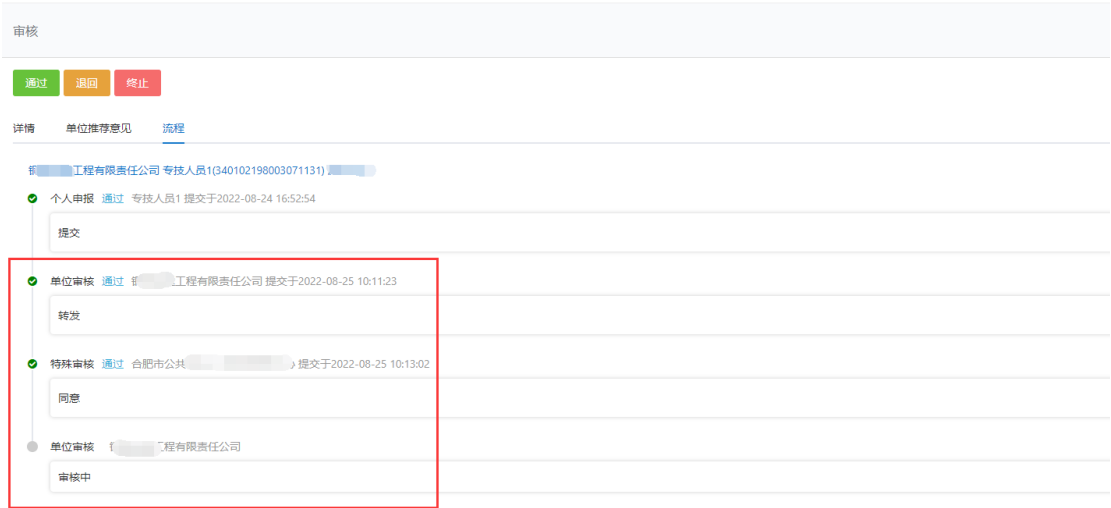 审核
通过 退回 终止
详情 单位推荐意见 流程
工程有限责任公司 专技人员1(340102198003071131)
个人申报 通过 专技人员1 提交于2022-08-24 16:52:54
提交
单位审核 通过 工程有限责任公司 提交于2022-08-25 10:11:23
转发
特殊审核 通过 合肥市公共 提交于2022-08-25 10:13:02
同意
单位审核 工程有限责任公司
审核中